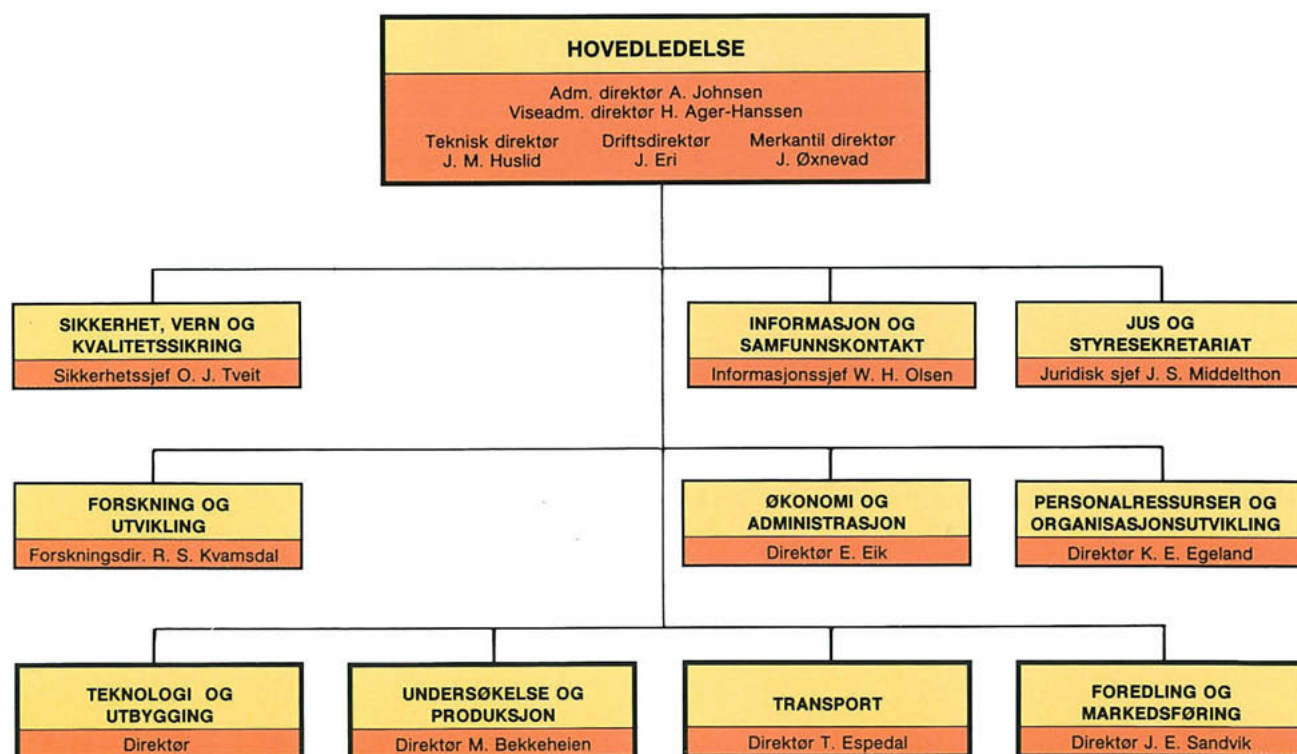 HOVEDLEDELSE
Adm. direktør A. Johnsen
Viseadm. direktør H. Ager-Hanssen
Teknisk direktør
J. M. Huslid
Driftsdirektør
J. Eri
Merkantil direktør
J. Øxnevad
SIKKERHET, VERN OG
KVALITETSSIKRING
Sikkerhetssjef O. J. Tveit
INFORMASJON OG
SAMFUNNSKONTAKT
Informasjonssjef W. H. Olsen
JUS OG
STYRESEKRETARIAT
Juridisk sjef J. S. Middelthon
FORSKNING OG
UTVIKLING
Forskningsdir. R. S. Kvamsdal
ØKONOMI OG
ADMINISTRASJON
Direktør E. Eik
PERSONALRESSURSER OG
ORGANISASJONSUTVIKLING
Direktør K. E. Egeland
TEKNOLOGI OG
UTBYGGING
Direktør
UNDERSØKELSE OG
PRODUKSJON
Direktør M. Bekkeheien
TRANSPORT
Direktør T. Espedal
FOREDLING OG
MARKEDSFØRING
Direktør J. E. Sandvik